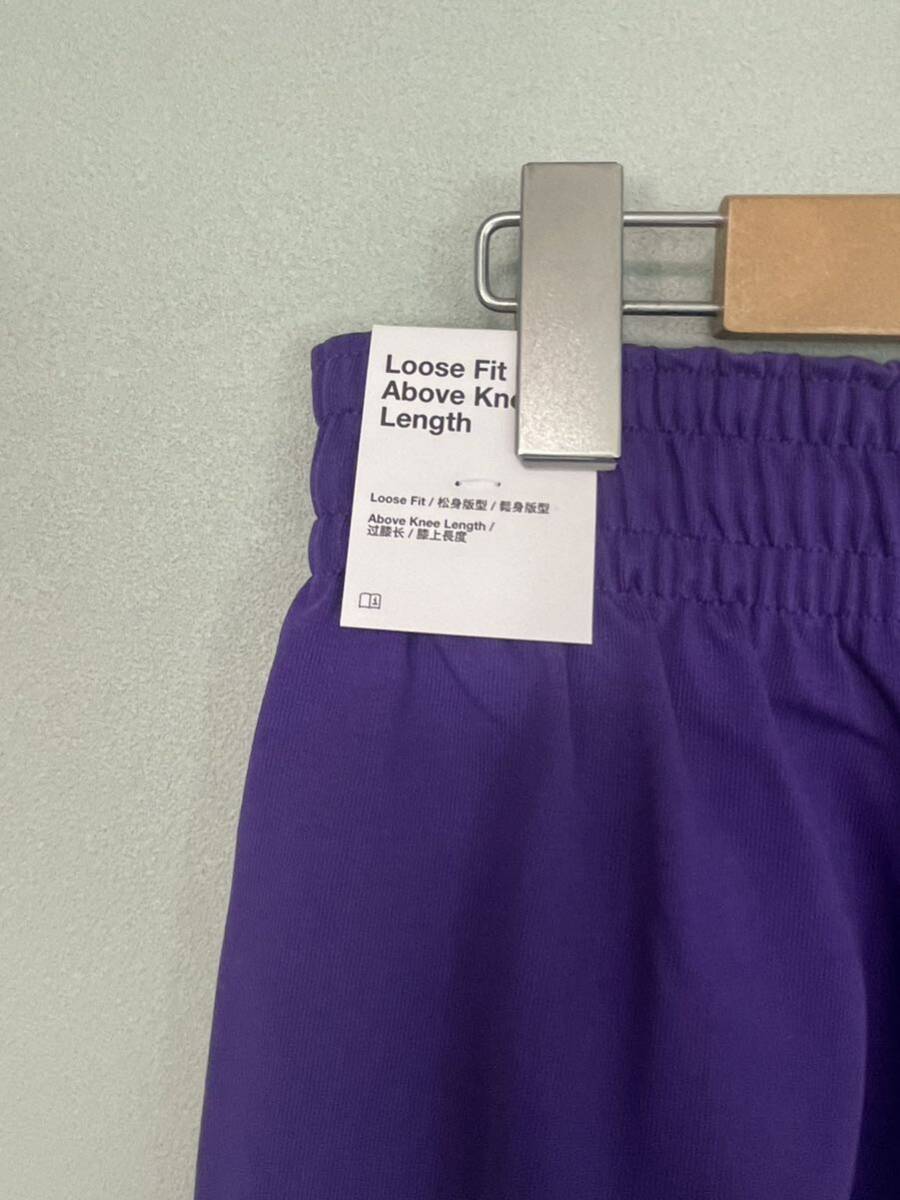 Loose Fit
Above Kne
Length
Loose Fit / 松身版型 / 鬆身版型
Above Knee Length /
过膝长 / 膝上長度